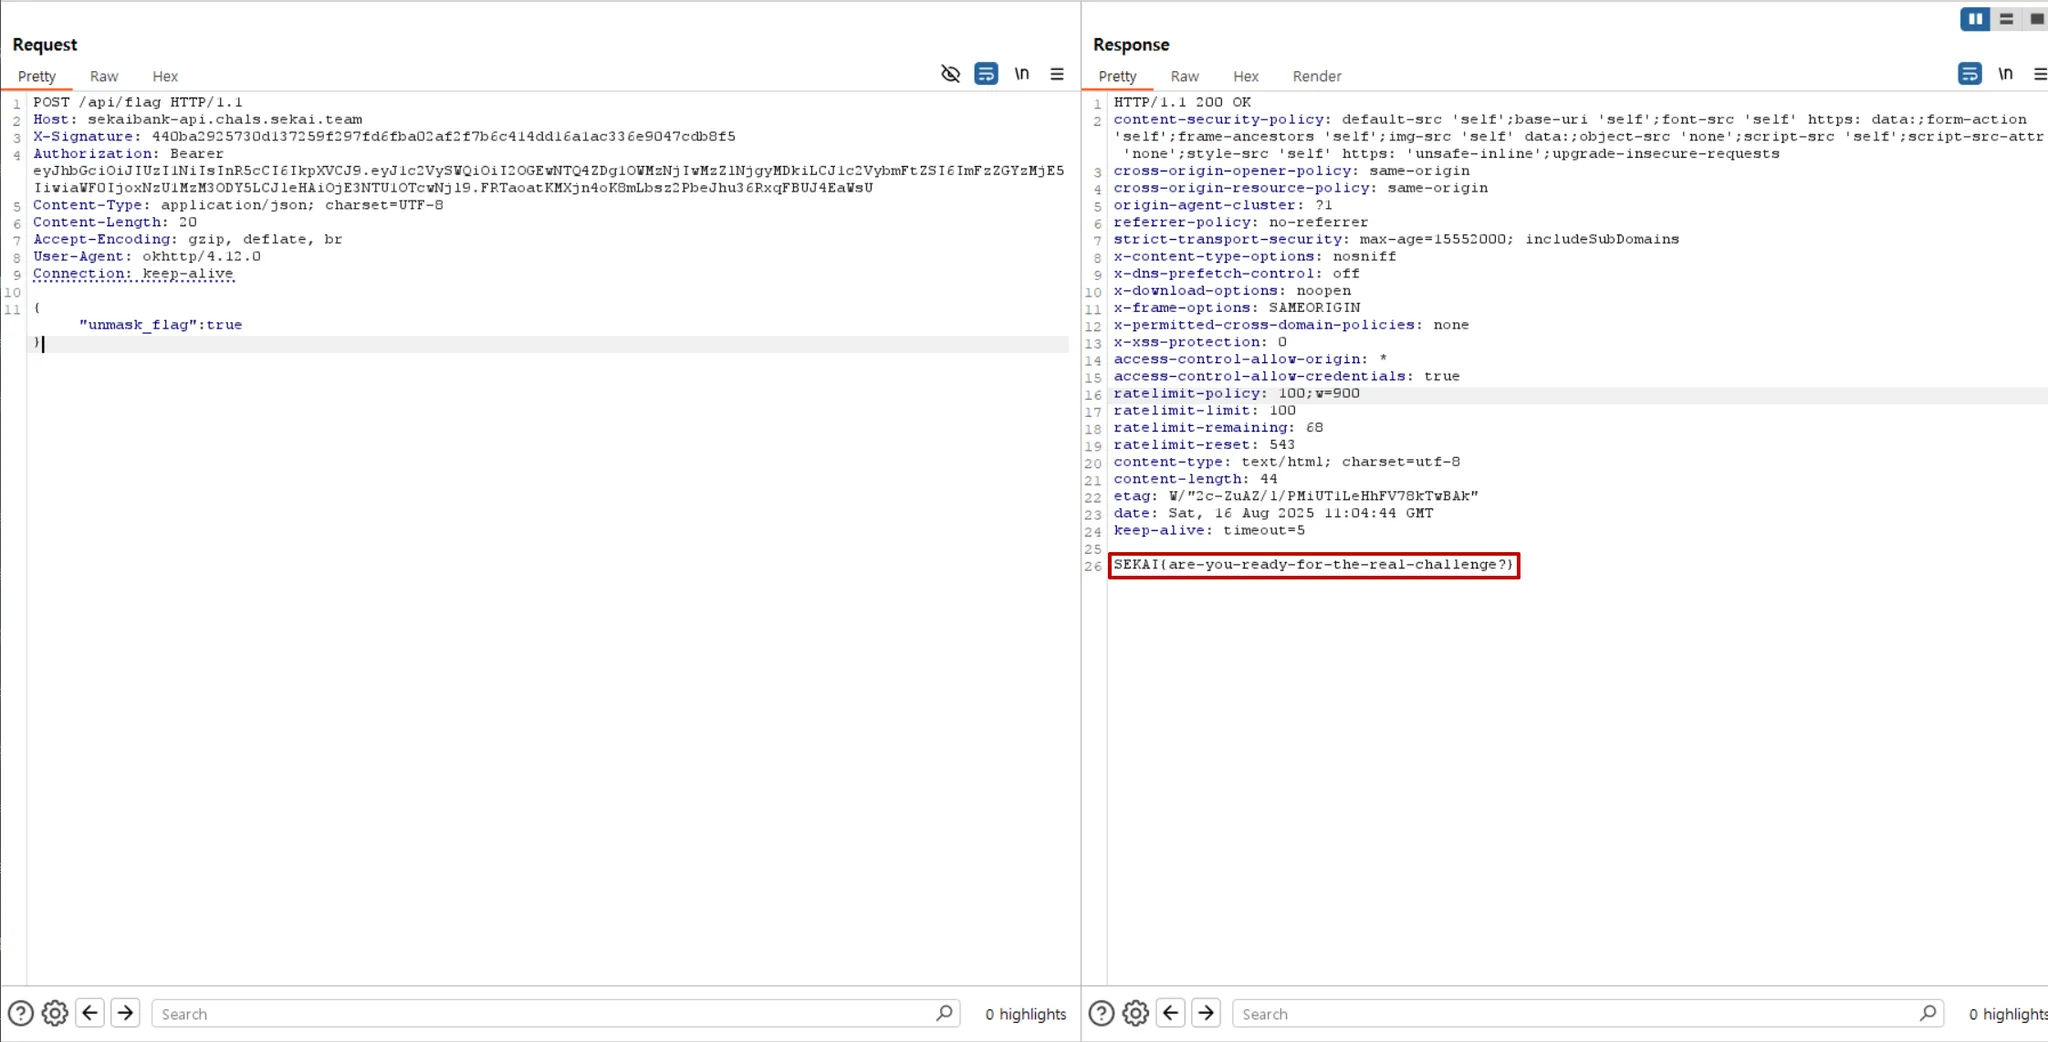 Request
Pretty Raw Hex
\n
1 POST /api/flag HTTP/1.1
2 Host: sekaibank-api.chals.sekai.team
3 X-Signature: 440ba2925730d137259f297fd6fba02af2f7b6c414dd16a1ac336e9047cdb8f5
4 Authorization: Bearer
eyJhbGciOiJIUzI1NiIsInR5cCI6IkpXVCJ9.eyJ1c2VySWQiOiI2OGEwNTQ4ZDg1OWMzNjIwMzZlNjgyMDkiLCJ1c2VybmFtZSI6ImFzZGYzMjE5
IiwiaWF0IjoxNzU1MzM3ODY5LCJleHAiOjE3NTU1OTcwNjl9.FRTaoatKMXjn4oK8mLbsz2PbeJhu36RxqFBUJ4EaWsU
5 Content-Type: application/json; charset=UTF-8
6 Content-Length: 20
7 Accept-Encoding: gzip, deflate, br
8 User-Agent: okhttp/4.12.0
9 Connection: keep-alive
10
11 {
"unmask_flag":true
}
Search
0 highlights
Response
Pretty Raw Hex Render
\n
1 HTTP/1.1 200 OK
2 content-security-policy: default-src 'self';base-uri 'self';font-src 'self' https: data:;form-action
'self';frame-ancestors 'self';img-src 'self' data:;object-src 'none';script-src 'self';script-src-attr
'none';style-src 'self' https: 'unsafe-inline';upgrade-insecure-requests
3 cross-origin-opener-policy: same-origin
4 cross-origin-resource-policy: same-origin
5 origin-agent-cluster: ?1
6 referrer-policy: no-referrer
7 strict-transport-security: max-age=15552000; includeSubDomains
8 x-content-type-options: nosniff
9 x-dns-prefetch-control: off
10 x-download-options: noopen
11 x-frame-options: SAMEORIGIN
12 x-permitted-cross-domain-policies: none
13 x-xss-protection: 0
14 access-control-allow-origin: *
15 access-control-allow-credentials: true
16 ratelimit-policy: 100;w=900
17 ratelimit-limit: 100
18 ratelimit-remaining: 68
19 ratelimit-reset: 543
20 content-type: text/html; charset=utf-8
21 content-length: 44
22 etag: W/"2c-ZuAZ/l/PMiUT1LeHhFV78kTwBAk"
23 date: Sat, 16 Aug 2025 11:04:44 GMT
24 keep-alive: timeout=5
25
26 SEKAI{are-you-ready-for-the-real-challenge?}
Search
0 highlights